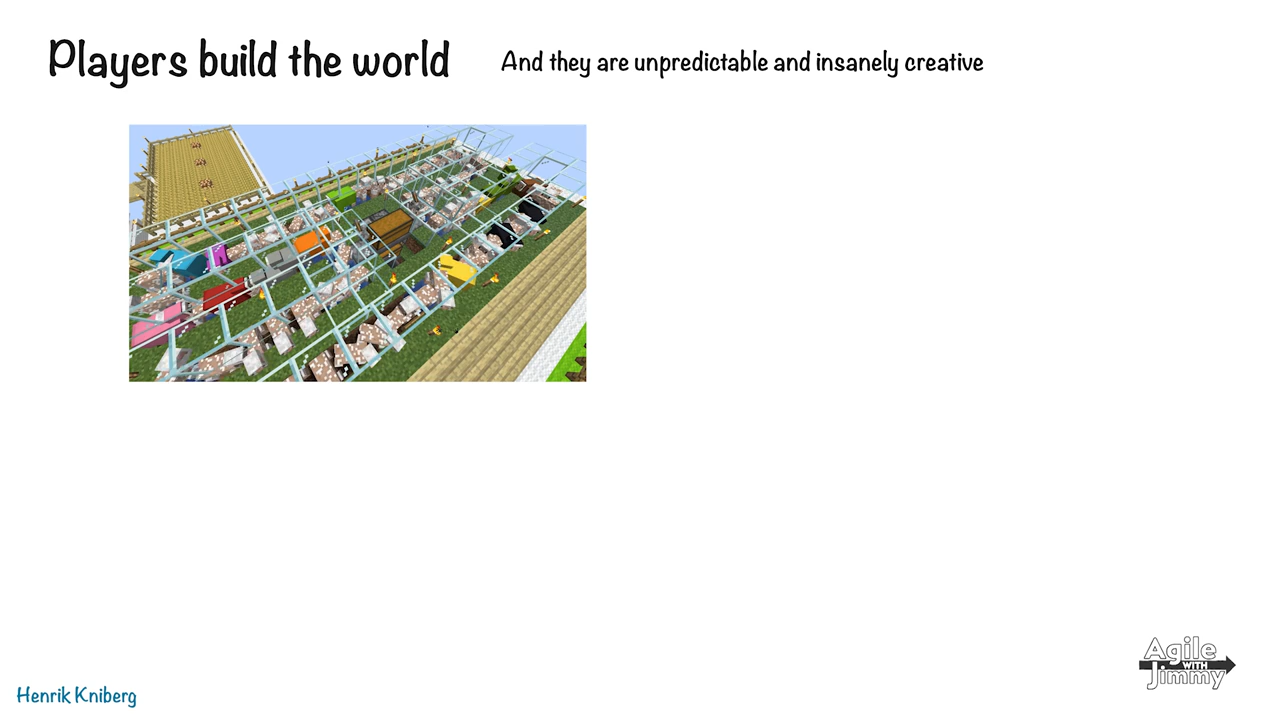 Players build the world
And they are unpredictable and insanely creative
Henrik Kniberg
Agile
WITH
Jimmy